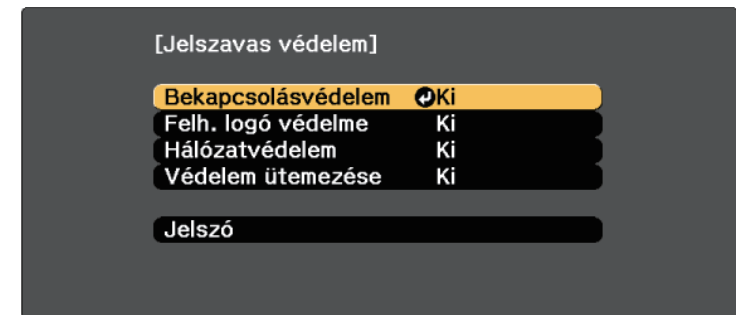 [Jelszavas védelem]
Bekapcsolásvédelem Ki
Felh. logó védelme Ki
Hálózatvédelem Ki
Védelem ütemezése Ki
Jelszó